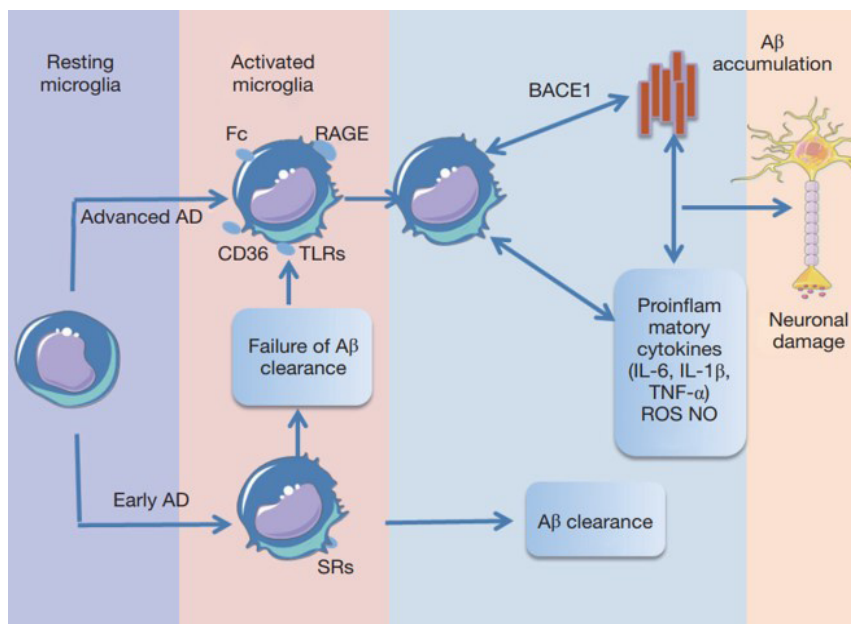 Resting
microglia
Activated
microglia
Aβ
accumulation
BACE1
Fc
RAGE
Advanced AD
CD36
TLRs
Failure of Aβ
clearance
Proinflam
matory
cytokines
(IL-6, IL-1β,
TNF-α)
ROS NO
Neuronal
damage
Early AD
SRs
Aβ clearance